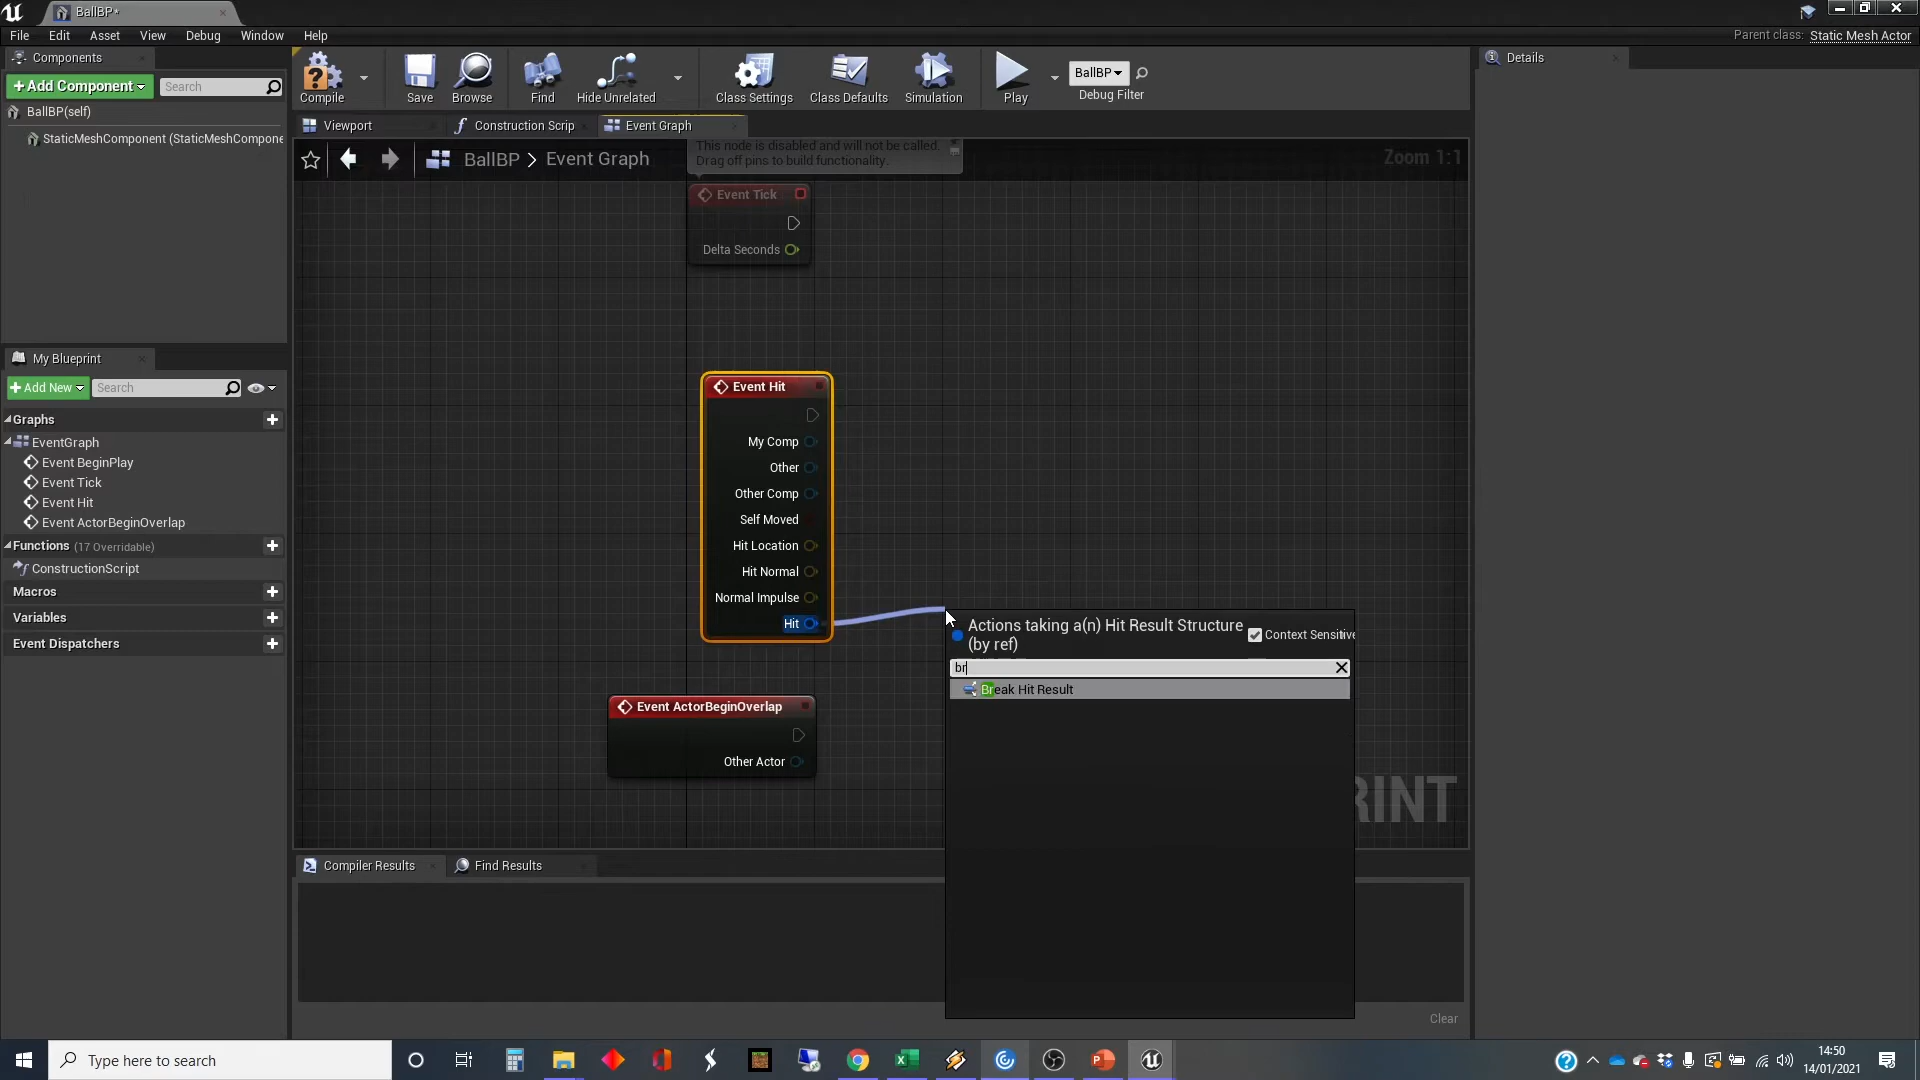 BallBP*
File Edit Asset View Debug Window Help
Parent class: Static Mesh Actor
Components
+Add Component
Search
BallBP(self)
StaticMeshComponent (StaticMeshCompone
Compile
Save
Browse
Find
Hide Unrelated
Class Settings
Class Defaults
Simulation
Play
BallBP
Debug Filter
Details
Viewport
Construction Scrip
Event Graph
BallBP > Event Graph
Zoom 1:1
This node is disabled and will not be called.
Drag off pins to build functionality.
Event Tick
Delta Seconds
My Blueprint
+Add New
Search
Graphs
EventGraph
Event BeginPlay
Event Tick
Event Hit
Event ActorBeginOverlap
Functions (17 Overridable)
ConstructionScript
Macros
Variables
Event Dispatchers
Event Hit
My Comp
Other
Other Comp
Self Moved
Hit Location
Hit Normal
Normal Impulse
Hit
Event ActorBeginOverlap
Other Actor
Actions taking a(n) Hit Result Structure
(by ref)
Context Sensitive
br
Break Hit Result
RINT
Compiler Results
Find Results
Clear
Type here to search
14:50
14/01/2021